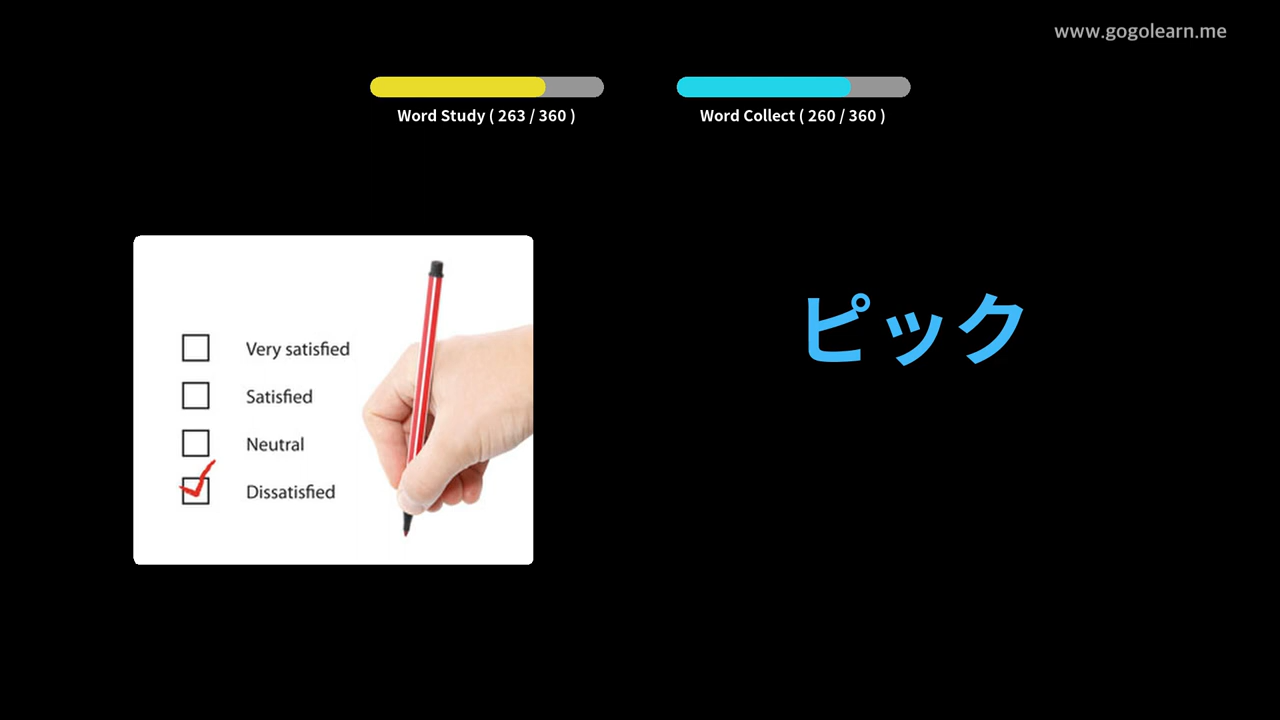 www.gogolearn.me
Word Study ( 263 / 360 )
Word Collect ( 260 / 360 )
Very satisfied
Satisfied
Neutral
Dissatisfied
ピック